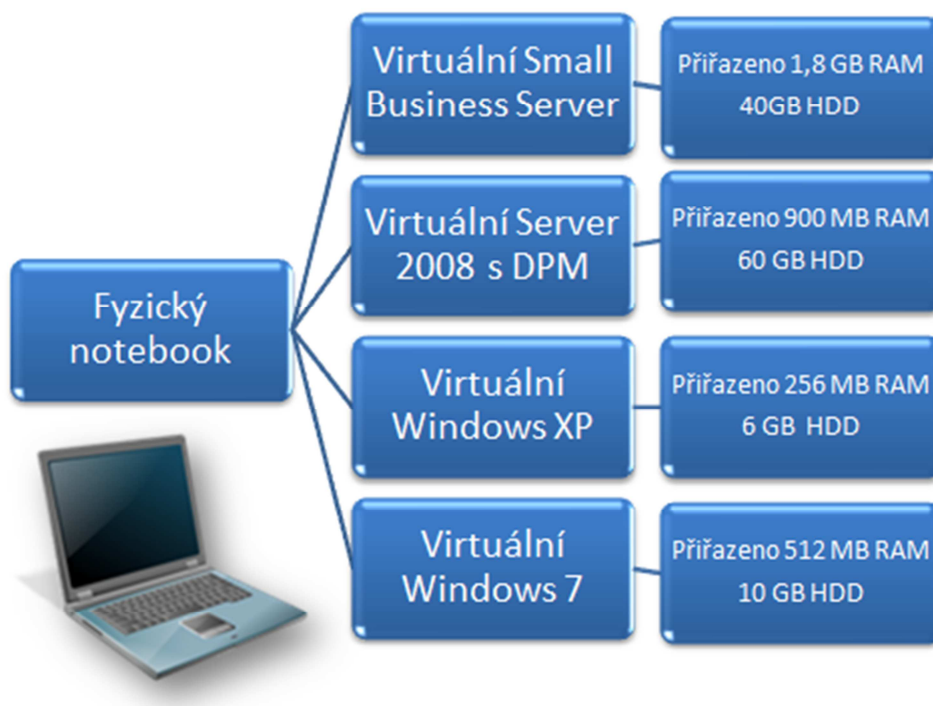 Fyzický
notebook
Virtuální Small
Business Server
Přiřazeno 1,8 GB RAM
40GB HDD
Virtuální Server
2008 s DPM
Přiřazeno 900 MB RAM
60 GB HDD
Virtuální
Windows XP
Přiřazeno 256 MB RAM
6 GB HDD
Virtuální
Windows 7
Přiřazeno 512 MB RAM
10 GB HDD